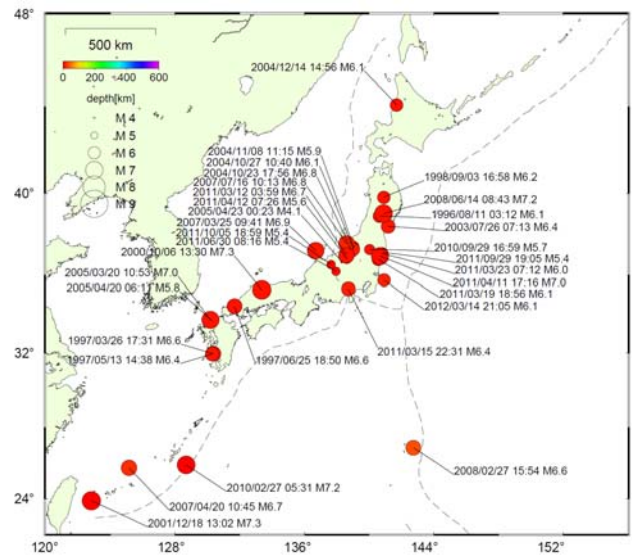 48°
500 km
0 200 400 600
depth[km]
M 4
M 5
M 6
M 7
M 8
M 9
2004/12/14 14:56 M6.1
2004/11/08 11:15 M5.9
2004/10/27 10:40 M6.1
2004/10/23 17:56 M6.8
2007/07/16 10:13 M6.8
2011/03/12 03:59 M6.7
2011/04/12 07:26 M5.6
2005/04/23 00:23 M4.1
2007/03/25 09:41 M6.9
2011/10/05 18:59 M5.4
2011/06/30 08:16 M5.4
2000/10/06 13:30 M7.3
2005/03/20 10:53 M7.0
2005/04/20 06:11 M5.8
1997/03/26 17:31 M6.6
1997/05/13 14:38 M6.4
1997/06/25 18:50 M6.6
1998/09/03 16:58 M6.2
2008/06/14 08:43 M7.2
1996/08/11 03:12 M6.1
2003/07/26 07:13 M6.4
2010/09/29 16:59 M5.7
2011/09/29 19:05 M5.4
2011/03/23 07:12 M6.0
2011/04/11 17:16 M7.0
2011/03/19 18:56 M6.1
2012/03/14 21:05 M6.1
2011/03/15 22:31 M6.4
2008/02/27 15:54 M6.6
2010/02/27 05:31 M7.2
2007/04/20 10:45 M6.7
2001/12/18 13:02 M7.3
40°
32°
24°
120° 128° 136° 144° 152°